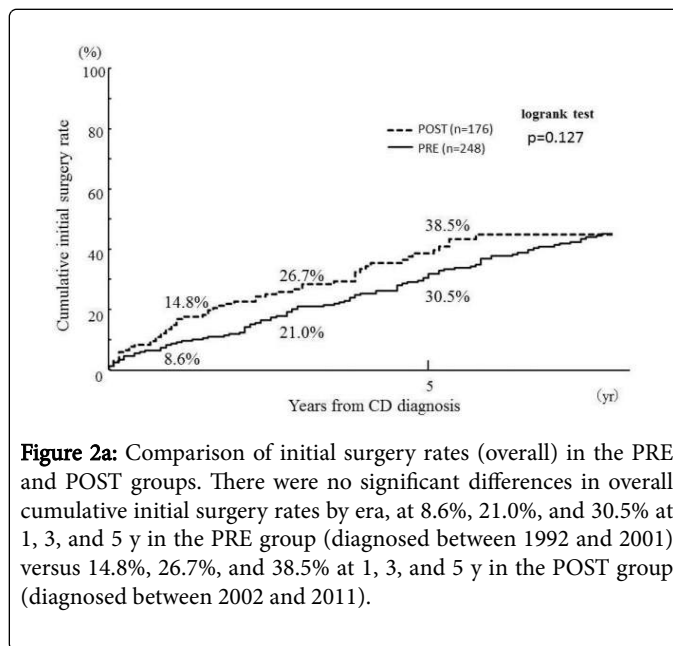 (%)
100
80
60
40
20
0
Cumulative initial surgery rate
logrank test
p=0.127
POST (n=176)
PRE (n=248)
14.8%
26.7%
38.5%
8.6%
21.0%
30.5%
5
Years from CD diagnosis
(yr)
Figure 2a: Comparison of initial surgery rates (overall) in the PRE
and POST groups. There were no significant differences in overall
cumulative initial surgery rates by era, at 8.6%, 21.0%, and 30.5% at
1, 3, and 5 y in the PRE group (diagnosed between 1992 and 2001)
versus 14.8%, 26.7%, and 38.5% at 1, 3, and 5 y in the POST group
(diagnosed between 2002 and 2011).